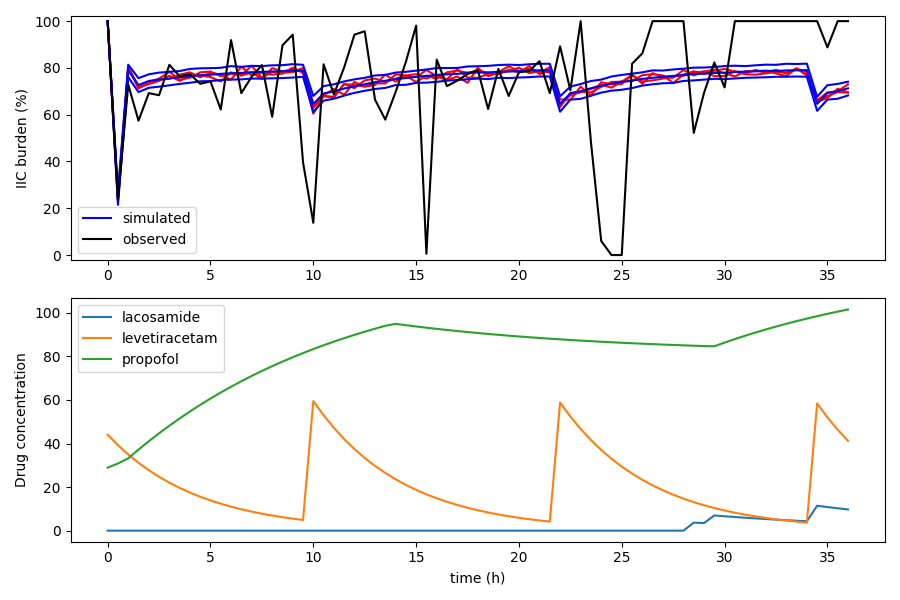 100
80
60
40
20
0
IIC burden (%)
simulated
observed
0 5 10 15 20 25 30 35
100
80
60
40
20
0
Drug concentration
lacosamide
levetiracetam
propofol
0 5 10 15 20 25 30 35
time (h)